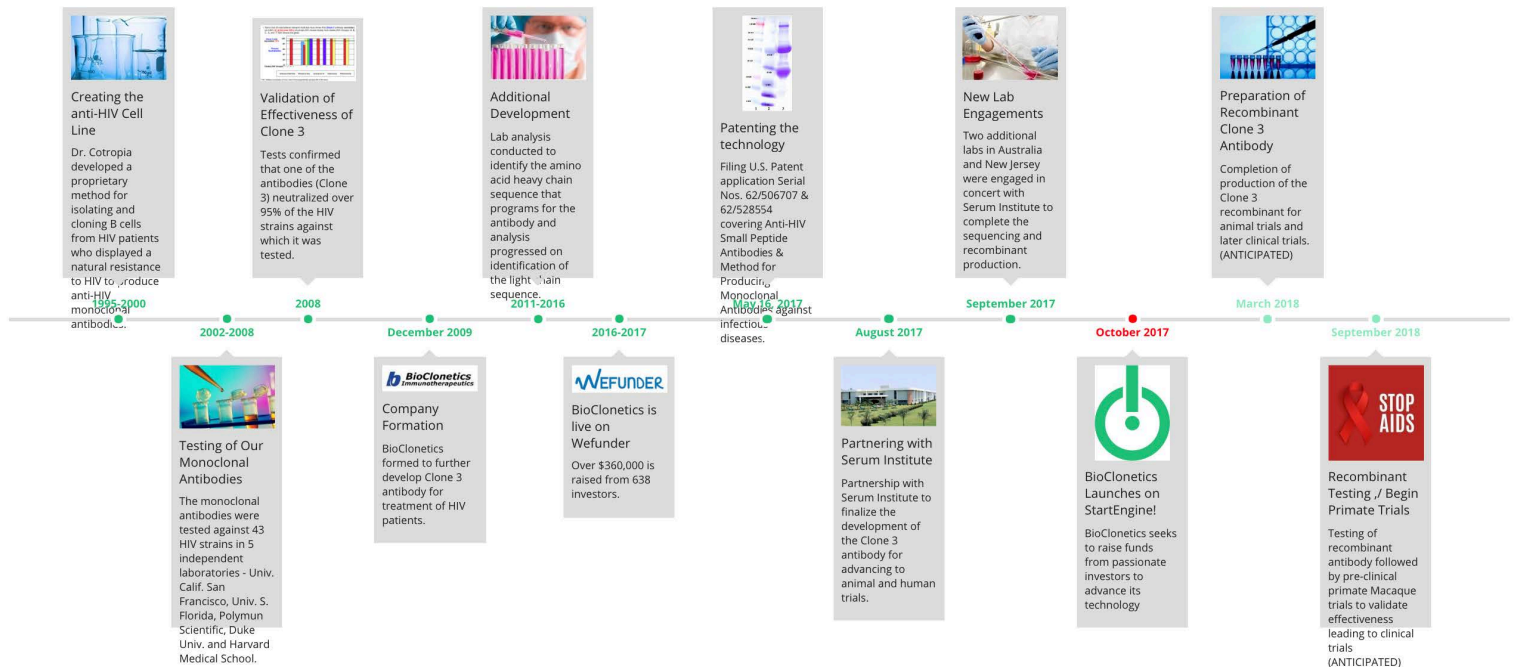 Creating the
anti-HIV Cell
Line
Dr. Cotropia
developed a
proprietary
method for
isolating and
cloning B cells
from HIV patients
who displayed a
natural resistance
to HIV to produce
anti-HIV
monoclonal
antibodies.
1995-2000
Validation of
Effectiveness of
Clone 3
Tests confirmed
that one of the
antibodies (Clone
3) neutralized over
95% of the HIV
strains against
which it was
tested.
2008
Additional
Development
Lab analysis
conducted to
identify the amino
acid heavy chain
sequence that
programs for the
antibody and
analysis
progressed on
identification of
the light chain
sequence.
2011-2016
Patenting the
technology
Filing U.S. Patent
application Serial
Nos. 62/506707 &
62/528554
covering Anti-HIV
Small Peptide
Antibodies &
Method for
Producing
Monoclonal
Antibodies against
infectious
diseases.
May 16, 2017
New Lab
Engagements
Two additional
labs in Australia
and New Jersey
were engaged in
concert with
Serum Institute to
complete the
sequencing and
recombinant
production.
September 2017
Preparation of
Recombinant
Clone 3
Antibody
Completion of
production of the
Clone 3
recombinant for
animal trials and
later clinical trials.
(ANTICIPATED)
March 2018
2002-2008
Testing of Our
Monoclonal
Antibodies
The monoclonal
antibodies were
tested against 43
HIV strains in 5
independent
laboratories - Univ.
Calif. San
Francisco, Univ. S.
Florida, Polymun
Scientific, Duke
Univ. and Harvard
Medical School.
December 2009
b BioClonetics
Immunotherapeutics
Company
Formation
BioClonetics
formed to further
develop Clone 3
antibody for
treatment of HIV
patients.
2016-2017
WEFUNDER
BioClonetics is
live on
Wefunder
Over $360,000 is
raised from 638
investors.
August 2017
Partnering with
Serum Institute
Partnership with
Serum Institute to
finalize the
development of
the Clone 3
antibody for
advancing to
animal and human
trials.
October 2017
BioClonetics
Launches on
StartEngine!
BioClonetics seeks
to raise funds
from passionate
investors to
advance its
technology
September 2018
STOP
AIDS
Recombinant
Testing ,/ Begin
Primate Trials
Testing of
recombinant
antibody followed
by pre-clinical
primate Macaque
trials to validate
effectiveness
leading to clinical
trials
(ANTICIPATED)